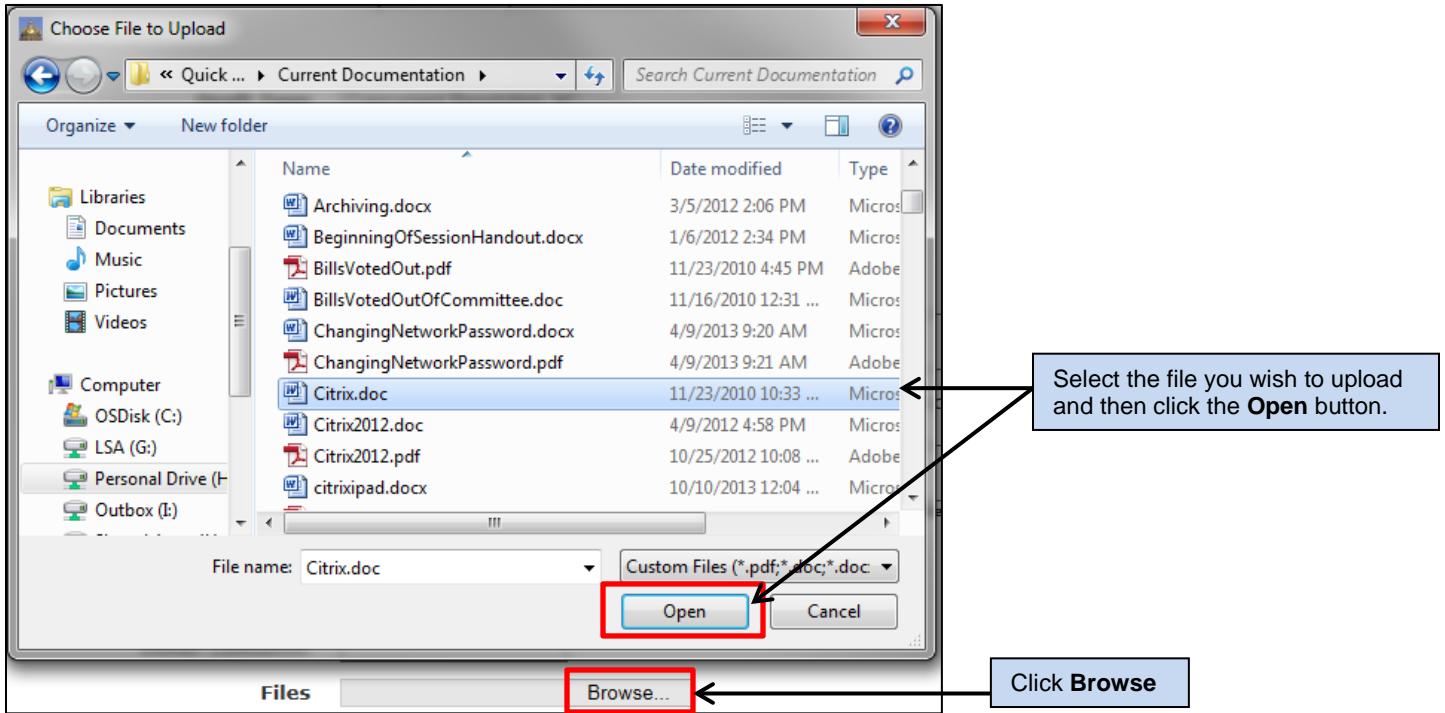 Choose File to Upload
« Quick ... Current Documentation
Search Current Documentation
Organize New folder
Name Date modified Type
Libraries
Documents
Music
Pictures
Videos
Computer
OSDisk (C:)
LSA (G:)
Personal Drive (H
Outbox (I:)
Archiving.docx 3/5/2012 2:06 PM Micros
BeginningOfSessionHandout.docx 1/6/2012 2:34 PM Micros
BillsVotedOut.pdf 11/23/2010 4:45 PM Adobe
BillsVotedOutOfCommittee.doc 11/16/2010 12:31 ... Micros
ChangingNetworkPassword.docx 4/9/2013 9:20 AM Micros
ChangingNetworkPassword.pdf 4/9/2013 9:21 AM Adobe
Citrix.doc 11/23/2010 10:33 ... Micros
Citrix2012.doc 4/9/2012 4:58 PM Micros
Citrix2012.pdf 10/25/2012 10:08 ... Adobe
citrixipad.docx 10/10/2013 12:04 ... Micros
File name: Citrix.doc Custom Files (*.pdf;*.doc;*.doc:
Open Cancel
Select the file you wish to upload
and then click the Open button.
Files Browse...
Click Browse